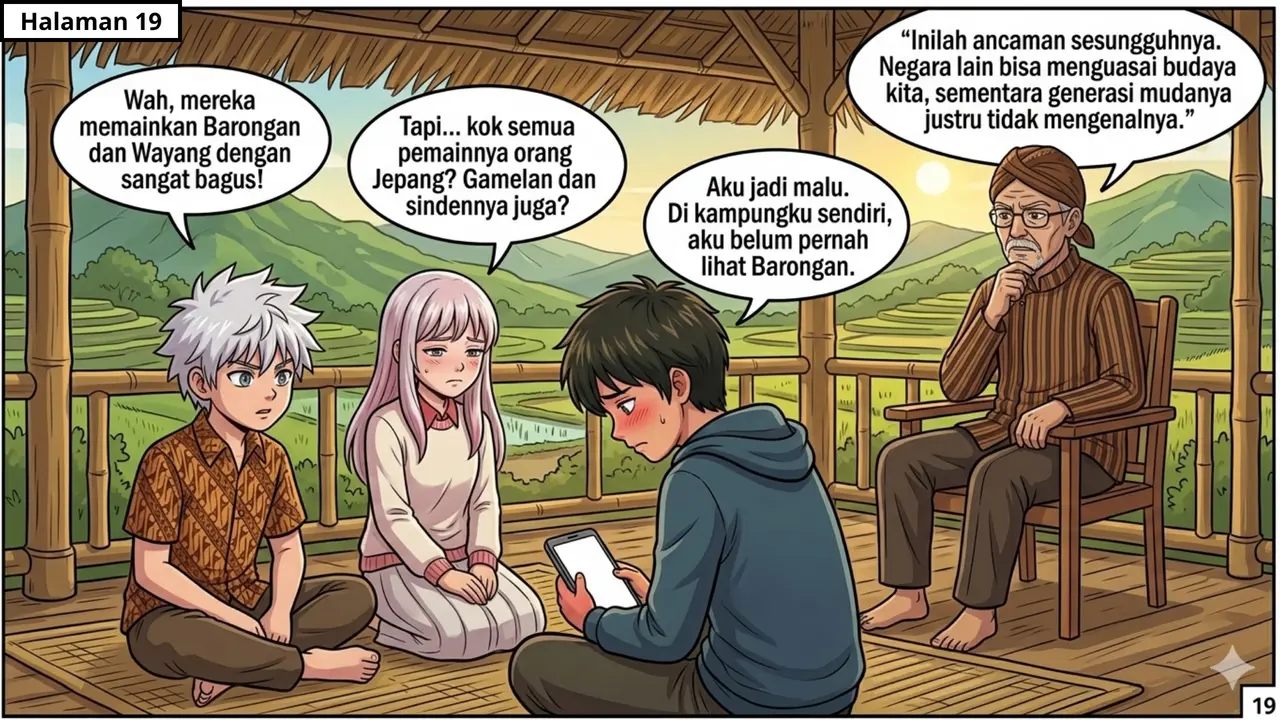 Halaman 19
Wah, mereka
memainkan Barongan
dan Wayang dengan
sangat bagus!
Tapi... kok semua
pemainnya orang
Jepang? Gamelan dan
sindennya juga?
Aku jadi malu.
Di kampungku sendiri,
aku belum pernah
lihat Barongan.
“Inilah ancaman sesungguhnya.
Negara lain bisa menguasai budaya
kita, sementara generasi mudanya
justru tidak mengenalnya.”
19